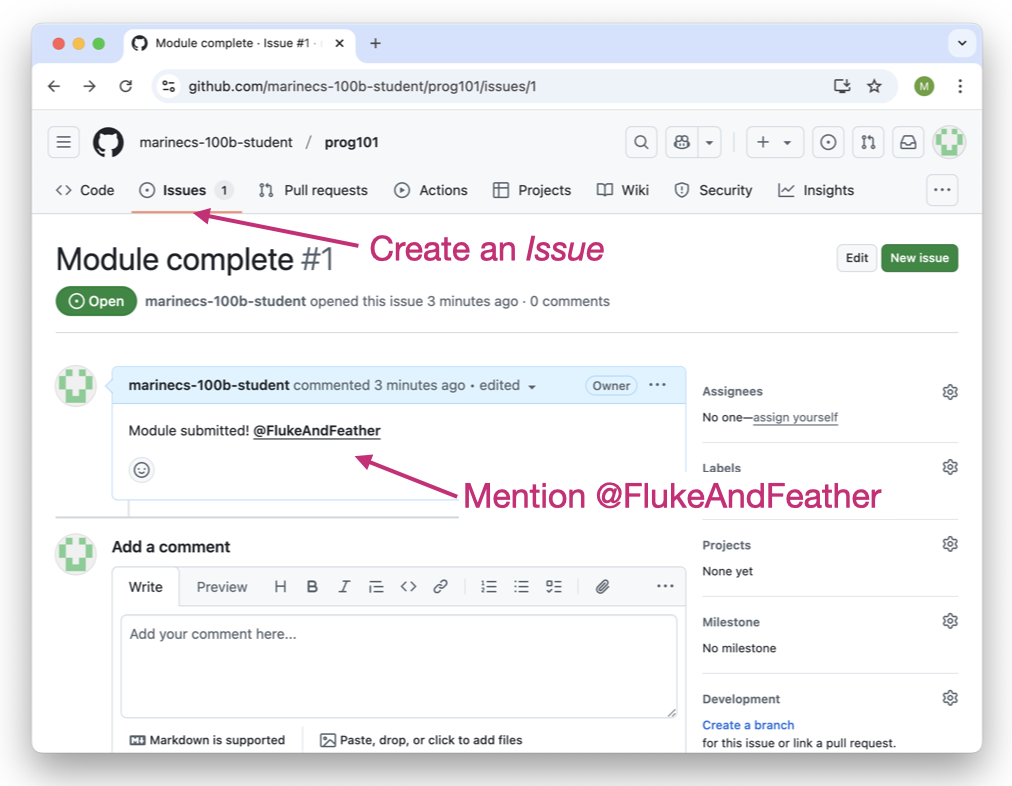 Module complete · Issue #1 ·
github.com/marinecs-100b-student/prog101/issues/1
M
marinecs-100b-student / prog101
Code Issues 1 Pull requests Actions Projects Wiki Security Insights
Create an Issue
Module complete #1
Edit New issue
Open marinecs-100b-student opened this issue 3 minutes ago · 0 comments
marinecs-100b-student commented 3 minutes ago • edited Owner
Module submitted! @FlukeAndFeather
Assignees
No one—assign yourself
Labels
Mention @FlukeAndFeather
Projects
None yet
Milestone
No milestone
Development
Create a branch
for this issue or link a pull request.
Add a comment
Write Preview H B I
Add your comment here...
Markdown is supported Paste, drop, or click to add files